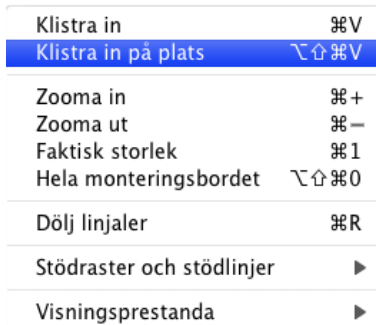 Klistra in ⌘V
Klistra in på plats ⌥⇧⌘V
Zooma in ⌘+
Zooma ut ⌘−
Faktisk storlek ⌘1
Hela monteringsbordet ⌥⇧⌘0
Dölj linjaler ⌘R
Stödraster och stödlinjer ▶
Visningsprestanda ▶